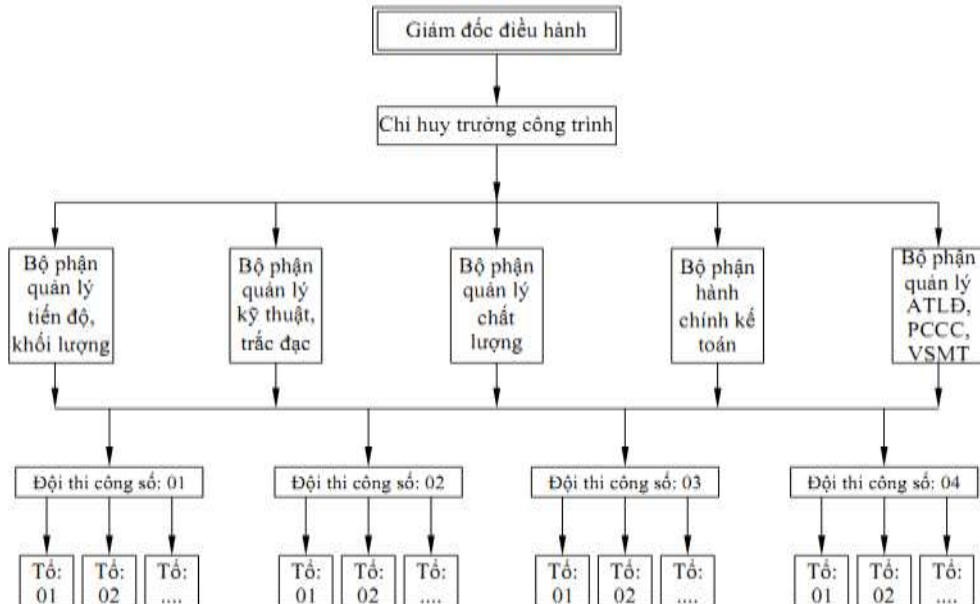 Giám đốc điều hành
Chỉ huy trưởng công trình
Bộ phận
quản lý
tiến độ,
khối lượng
Bộ phận
quản lý
kỹ thuật,
trắc đạc
Bộ phận
quản lý
chất
lượng
Bộ phận
hành
chính kế
toán
Bộ phận
quản lý
ATLĐ,
PCCC,
VSMT
Đội thi công số: 01
Đội thi công số: 02
Đội thi công số: 03
Đội thi công số: 04
Tổ:
01
Tổ:
02
Tổ:
....
Tổ:
01
Tổ:
02
Tổ:
....
Tổ:
01
Tổ:
02
Tổ:
....
Tổ:
01
Tổ:
02
Tổ:
....